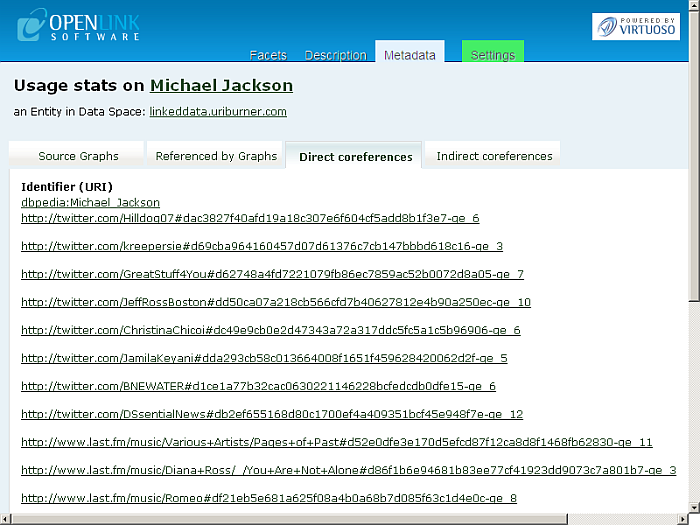 OPENLINK
SOFTWARE
POWERED BY
VIRTUOSO
Facets Description Metadata Settings
Usage stats on Michael Jackson
an Entity in Data Space: linkeddata.uriburner.com
Source Graphs Referenced by Graphs Direct coreferences Indirect coreferences
Identifier (URI)
dbpedia:Michael_Jackson
http://twitter.com/Hilldog07#dac3827f40afd19a18c307e6f604cf5add8b1f3e7-ge_6
http://twitter.com/kreepersie#d69cba964160457d07d61376c7cb147bbbd618c16-ge_3
http://twitter.com/GreatStuff4You#d62748a4fd7221079fb86ec7859ac52b0072d8a05-ge_7
http://twitter.com/JeffRossBoston#dd50ca07a218cb566cfd7b40627812e4b90a250ec-ge_10
http://twitter.com/ChristinaChicoi#dc49e9cb0e2d47343a72a317ddc5fc5a1c5b96906-ge_6
http://twitter.com/JamilaKeyani#dda293cb58c013664008f1651f459628420062d2f-ge_5
http://twitter.com/BNEWATER#d1ce1a77b32cac0630221146228bcfedcdb0dfe15-ge_6
http://twitter.com/DSsentialNews#db2ef655168d80c1700ef4a409351bcf45e948f7e-ge_12
http://www.last.fm/music/Various+Artists/Pages+of+Past#d52e0dfe3e170d5efcd87f12ca8d8f1468fb62830-ge_11
http://www.last.fm/music/Diana+Ross/_/You+Are+Not+Alone#d86f1b6e94681b83ee77cf41923dd9073c7a801b7-ge_3
http://www.last.fm/music/Romeo#df21eb5e681a625f08a4b0a68b7d085f63c1d4e0c-ge_8